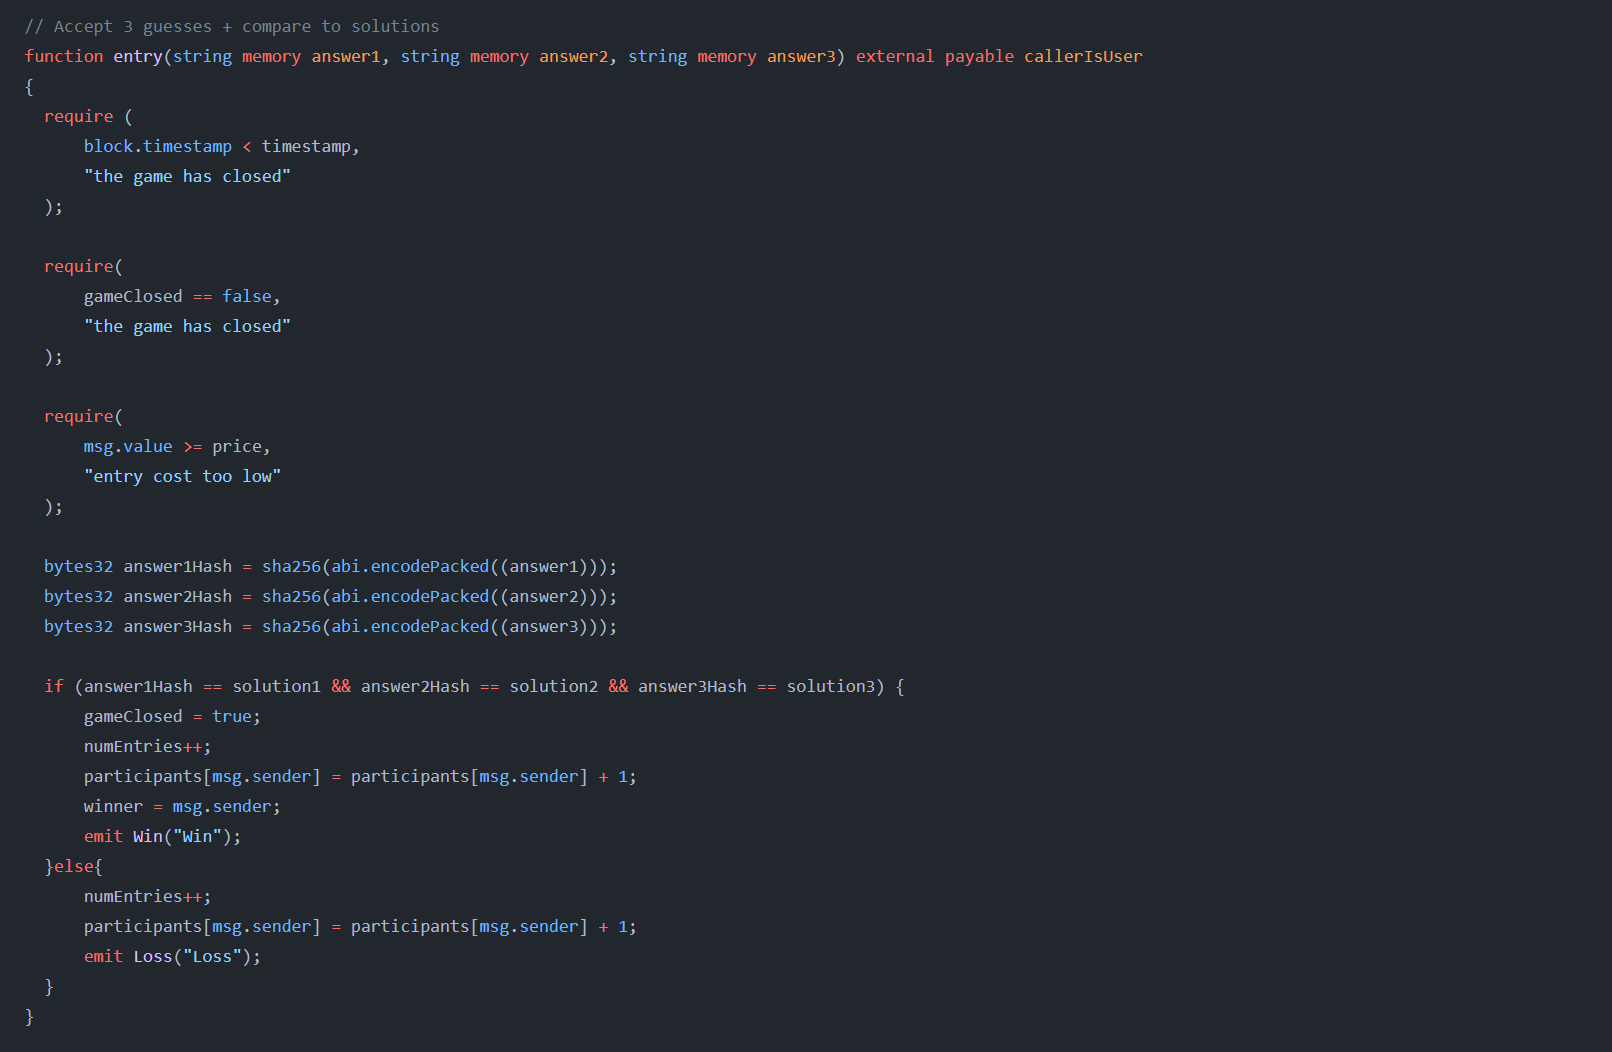 // Accept 3 guesses + compare to solutions
function entry(string memory answer1, string memory answer2, string memory answer3) external payable callerIsUser
{
  require (
      block.timestamp < timestamp,
      "the game has closed"
  );

  require(
      gameClosed == false,
      "the game has closed"
  );

  require(
      msg.value >= price,
      "entry cost too low"
  );

  bytes32 answer1Hash = sha256(abi.encodePacked((answer1)));
  bytes32 answer2Hash = sha256(abi.encodePacked((answer2)));
  bytes32 answer3Hash = sha256(abi.encodePacked((answer3)));

  if (answer1Hash == solution1 && answer2Hash == solution2 && answer3Hash == solution3) {
      gameClosed = true;
      numEntries++;
      participants[msg.sender] = participants[msg.sender] + 1;
      winner = msg.sender;
      emit Win("Win");
  }else{
      numEntries++;
      participants[msg.sender] = participants[msg.sender] + 1;
      emit Loss("Loss");
  }
}